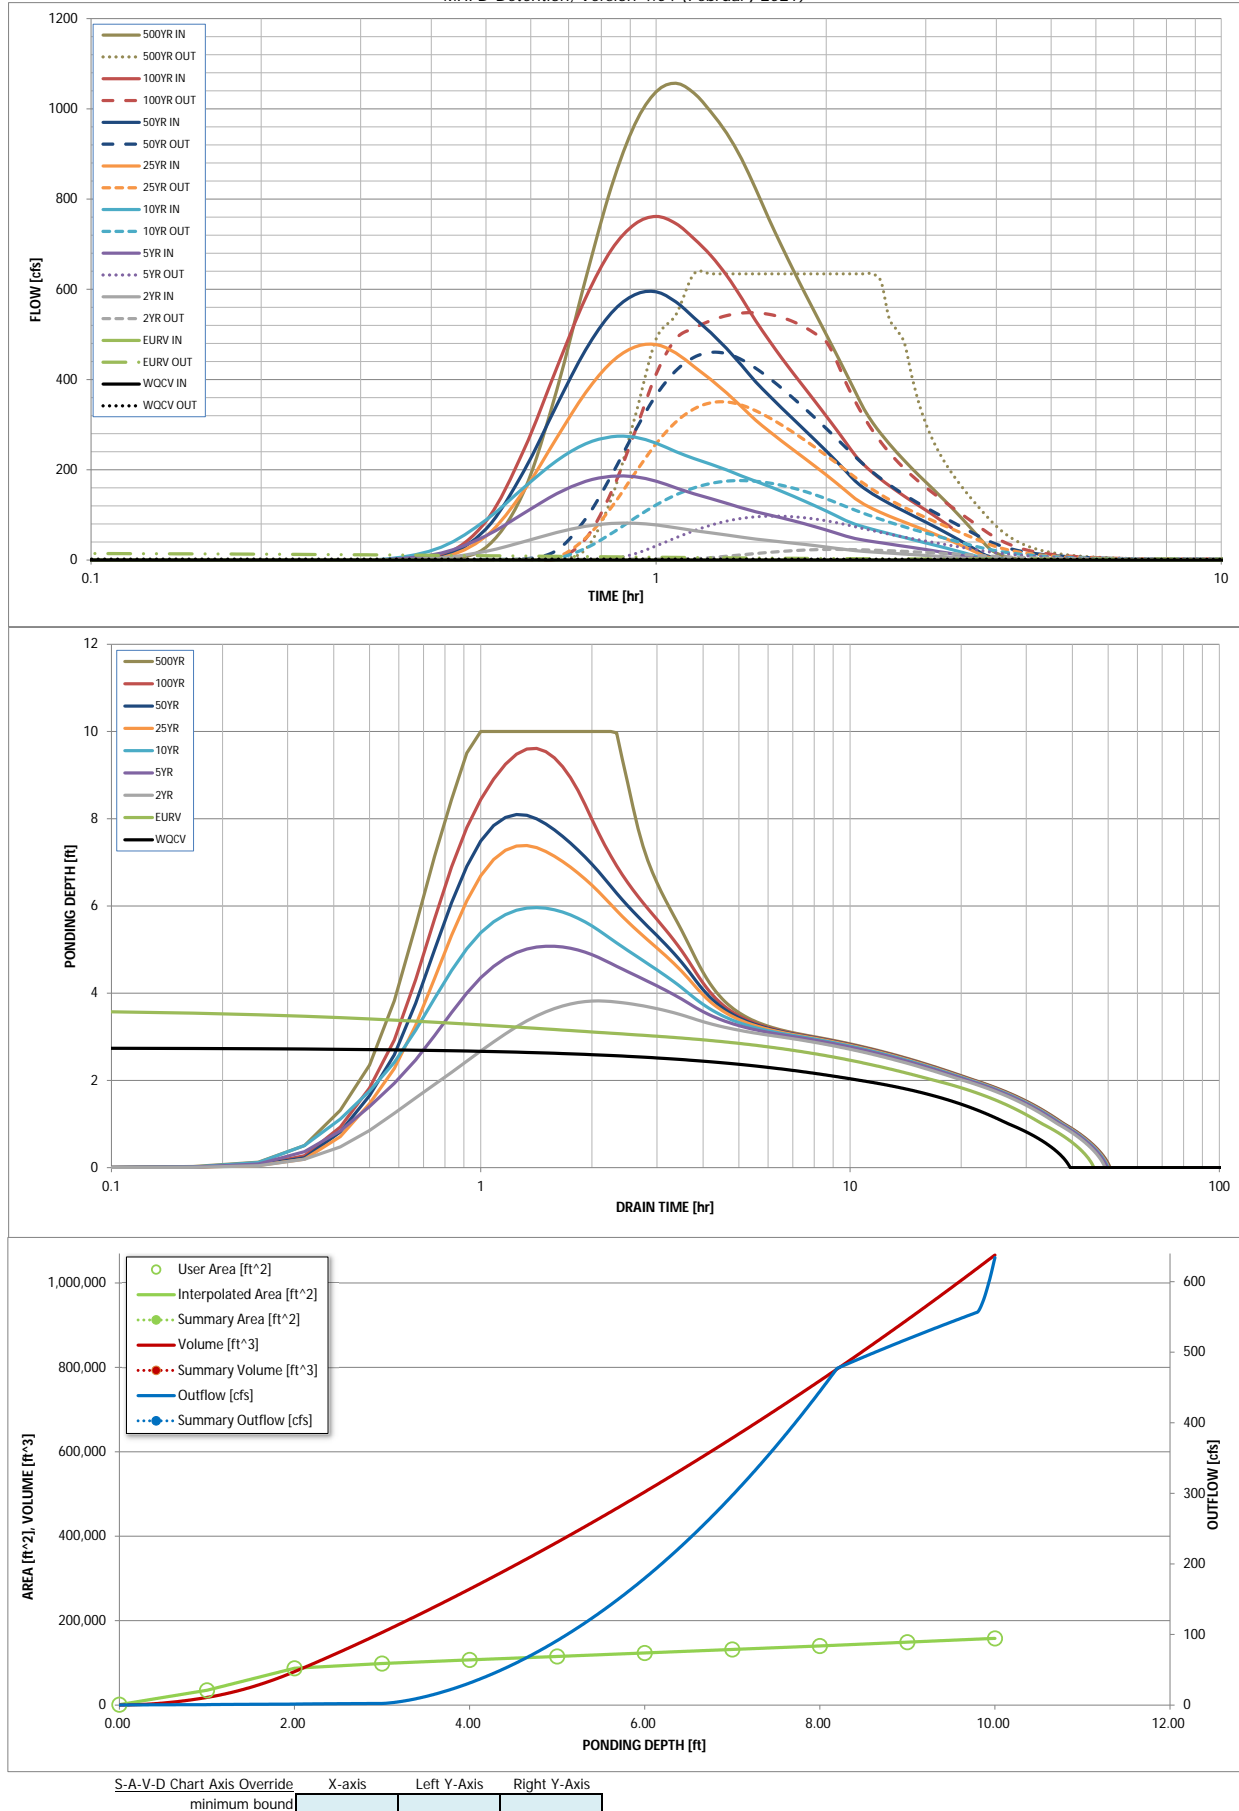 1200
1000
800
600
400
200
0
FLOW [cfs]
500YR IN
500YR OUT
100YR IN
100YR OUT
50YR IN
50YR OUT
25YR IN
25YR OUT
10YR IN
10YR OUT
5YR IN
5YR OUT
2YR IN
2YR OUT
EURV IN
EURV OUT
WQCV IN
WQCV OUT
0.1
1
10
TIME [hr]
12
10
8
6
4
2
0
PONDING DEPTH [ft]
500YR
100YR
50YR
25YR
10YR
5YR
2YR
EURV
WQCV
0.1
1
10
100
DRAIN TIME [hr]
1,000,000
800,000
600,000
400,000
200,000
0
AREA [ft^2], VOLUME [ft^3]
User Area [ft^2]
Interpolated Area [ft^2]
Summary Area [ft^2]
Volume [ft^3]
Summary Volume [ft^3]
Outflow [cfs]
Summary Outflow [cfs]
600
500
400
300
200
100
0
OUTFLOW [cfs]
0.00
2.00
4.00
6.00
8.00
10.00
12.00
PONDING DEPTH [ft]
S-A-V-D Chart Axis Override X-axis Left Y-Axis Right Y-Axis
minimum bound